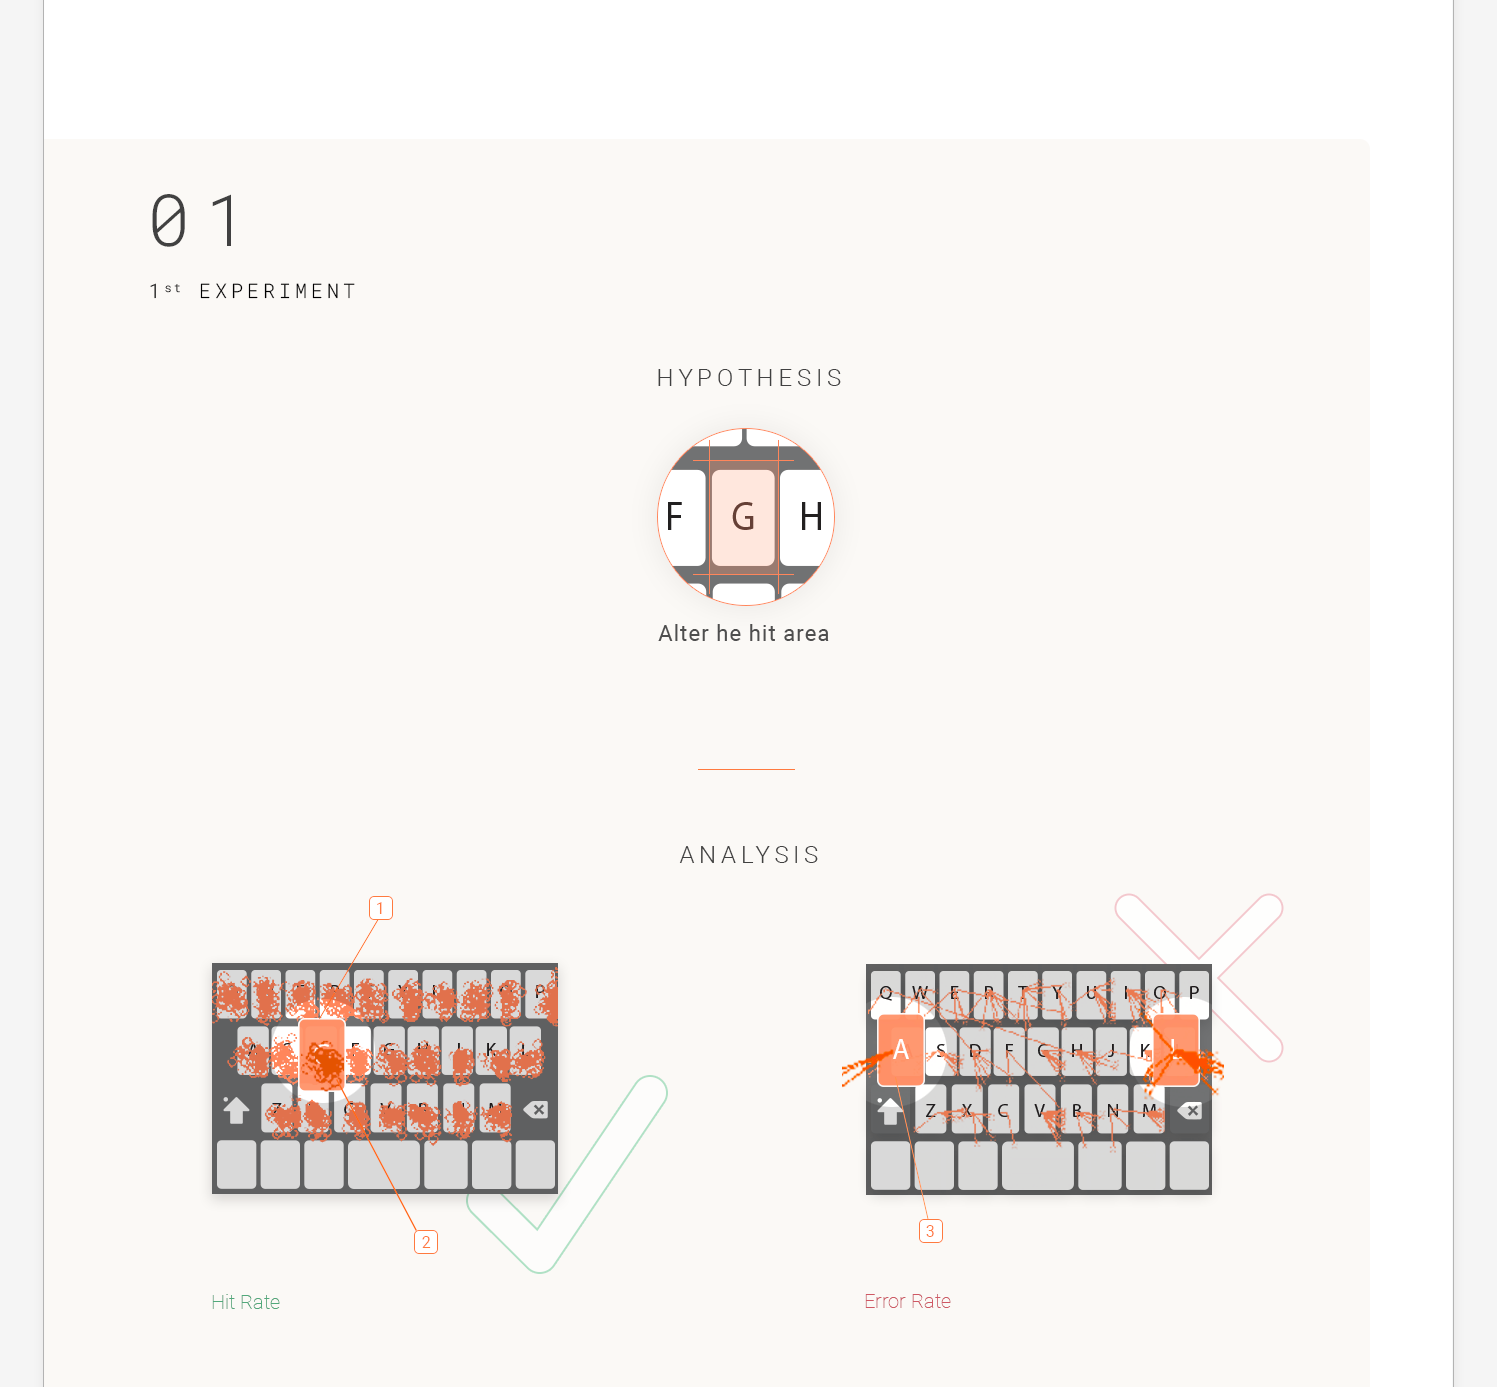 01
1st EXPERIMENT
HYPOTHESIS
F G H
Alter he hit area
ANALYSIS
1
P
K
2
Hit Rate
Q W E R T Y U I O P
A S D F G H J K L
Z X C V B N M
3
Error Rate